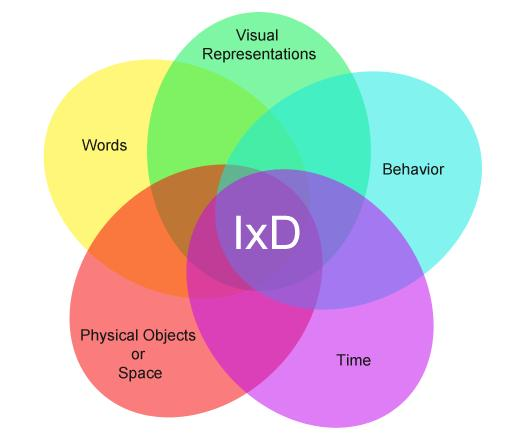 Visual
Representations
Words
Behavior
IxD
Physical Objects
or
Space
Time